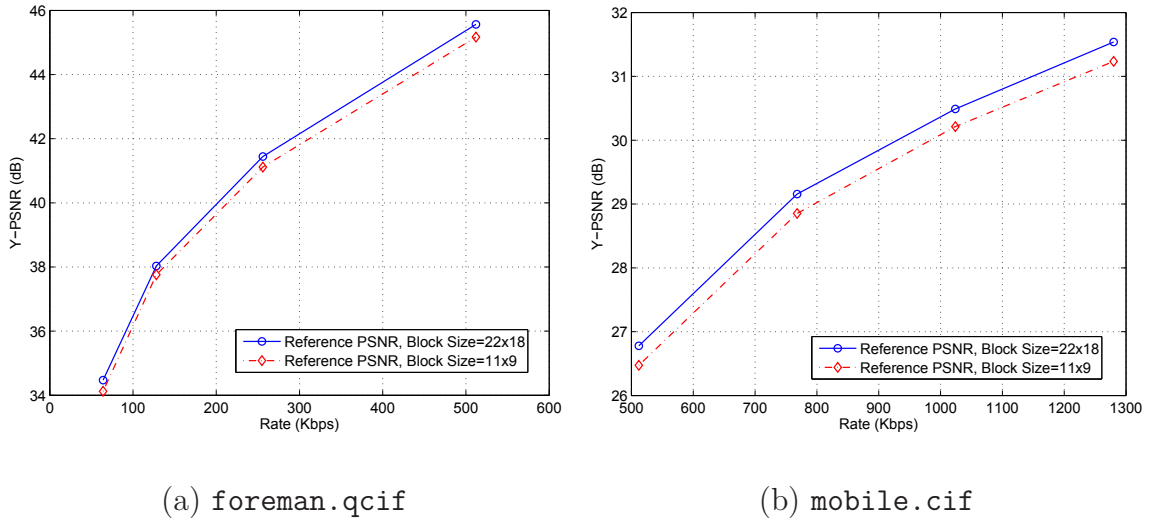 46
44
42
40
38
36
34
0 100 200 300 400 500 600
Y−PSNR (dB)
Rate (Kbps)
Reference PSNR, Block Size=22x18
Reference PSNR, Block Size=11x9
(a) foreman.qcif
32
31
30
29
28
27
26
500 600 700 800 900 1000 1100 1200 1300
Y−PSNR (dB)
Rate (Kbps)
Reference PSNR, Block Size=22x18
Reference PSNR, Block Size=11x9
(b) mobile.cif